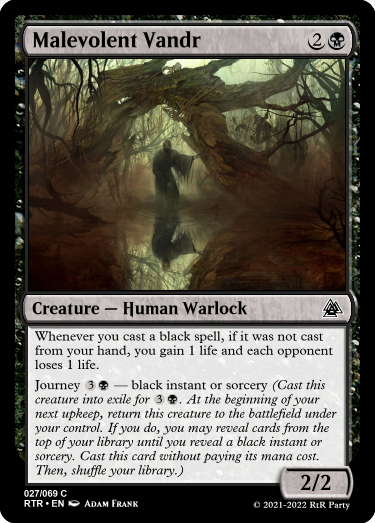 Malevolent Vandr 2
Creature — Human Warlock
Whenever you cast a black spell, if it was not cast
from your hand, you gain 1 life and each opponent
loses 1 life.
Journey 3 — black instant or sorcery (Cast this
creature into exile for 3 . At the beginning of your
next upkeep, return this creature to the battlefield under
your control. If you do, you may reveal cards from the
top of your library until you reveal a black instant or
sorcery. Cast this card without paying its mana cost.
Then, shuffle your library.)
2/2
027/069 C
RTR • EN Adam Frank
© 2021-2022 RtR Party